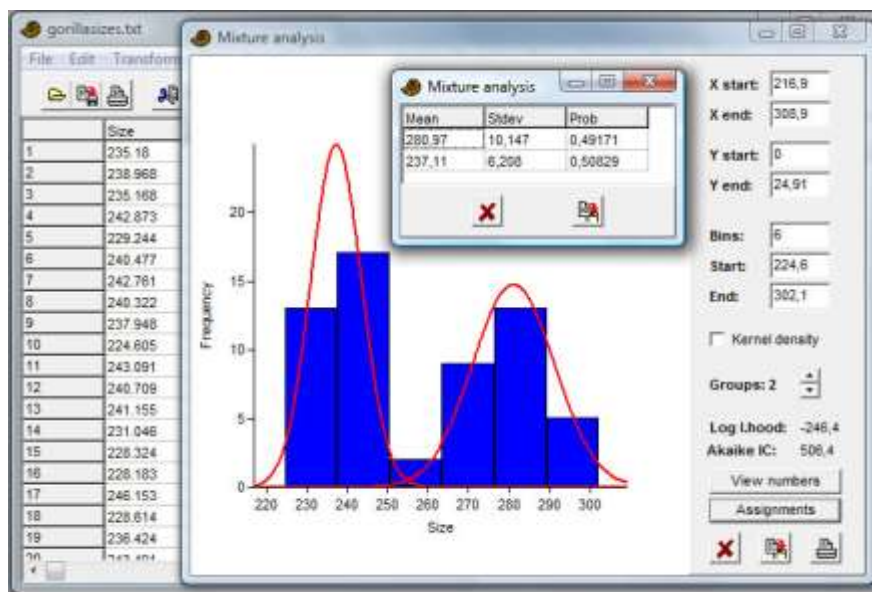 gorillasizes.txt
File Edit Transform
Size
1 235.18
2 238.968
3 235.168
4 242.873
5 229.244
6 240.477
7 242.761
8 240.322
9 237.948
10 224.605
11 243.091
12 240.709
13 241.155
14 231.046
15 228.324
16 228.183
17 246.153
18 228.614
19 236.424
20
Mixture analysis
Mixture analysis
Mean Stdev Prob
280,97 10,147 0,49171
237,11 6,208 0,50829
Frequency
20
15
10
5
0
220 230 240 250 260 270 280 290 300
Size
X start: 216,9
X end: 308,9
Y start: 0
Y end: 24,91
Bins: 6
Start: 224,6
End: 302,1
Kernel density
Groups: 2
Log Lhood: -246,4
Akaike IC: 506,4
View numbers
Assignments